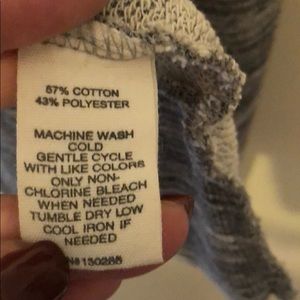 57% COTTON
43% POLYESTER
MACHINE WASH
COLD
GENTLE CYCLE
WITH LIKE COLORS
ONLY NON-
CHLORINE BLEACH
WHEN NEEDED
TUMBLE DRY LOW
COOL IRON IF
NEEDED
N#130285